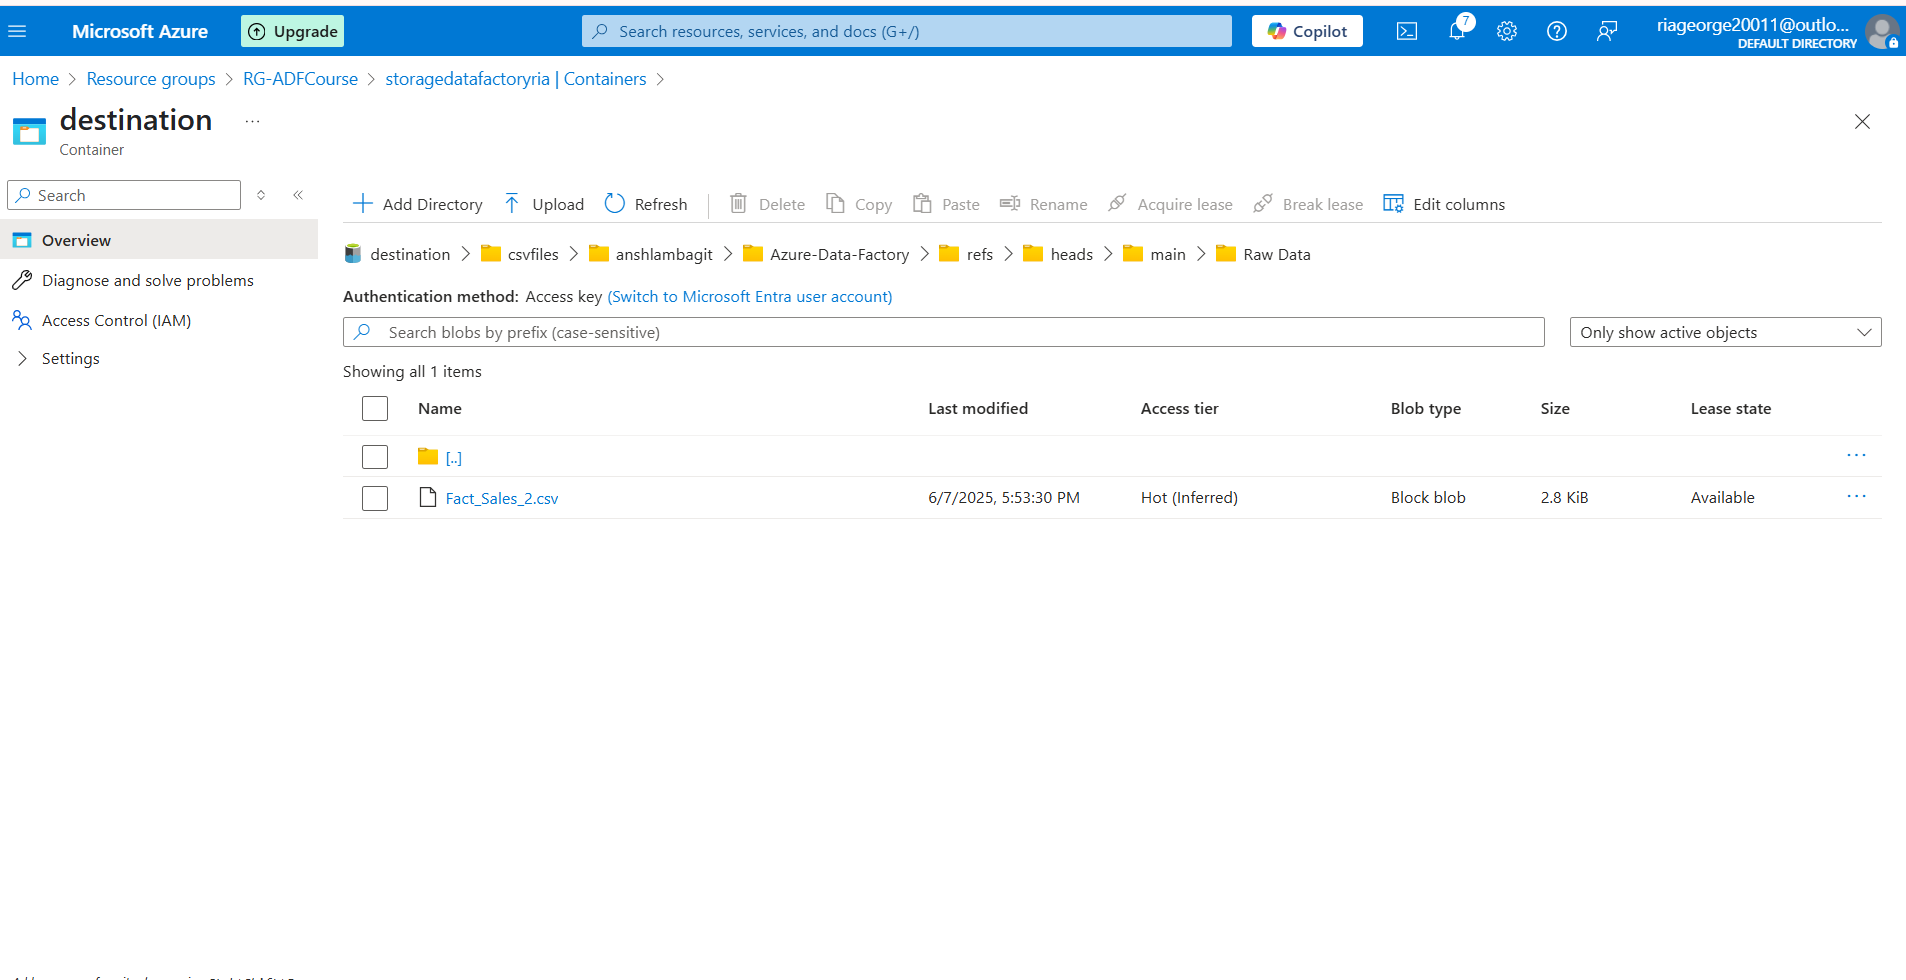 Microsoft Azure
Upgrade
Search resources, services, and docs (G+/)
Copilot
7
riageorge20011@outlo...
DEFAULT DIRECTORY
Home > Resource groups > RG-ADFCourse > storagedatafactoryria | Containers >
destination ...
Container
Search
Overview
Diagnose and solve problems
Access Control (IAM)
Settings
Add Directory Upload Refresh Delete Copy Paste Rename Acquire lease Break lease Edit columns
destination > csvfiles > anshlambagit > Azure-Data-Factory > refs > heads > main > Raw Data
Authentication method: Access key (Switch to Microsoft Entra user account)
Search blobs by prefix (case-sensitive)
Only show active objects
Showing all 1 items
Name Last modified Access tier Blob type Size Lease state
[..]
Fact_Sales_2.csv 6/7/2025, 5:53:30 PM Hot (Inferred) Block blob 2.8 KiB Available